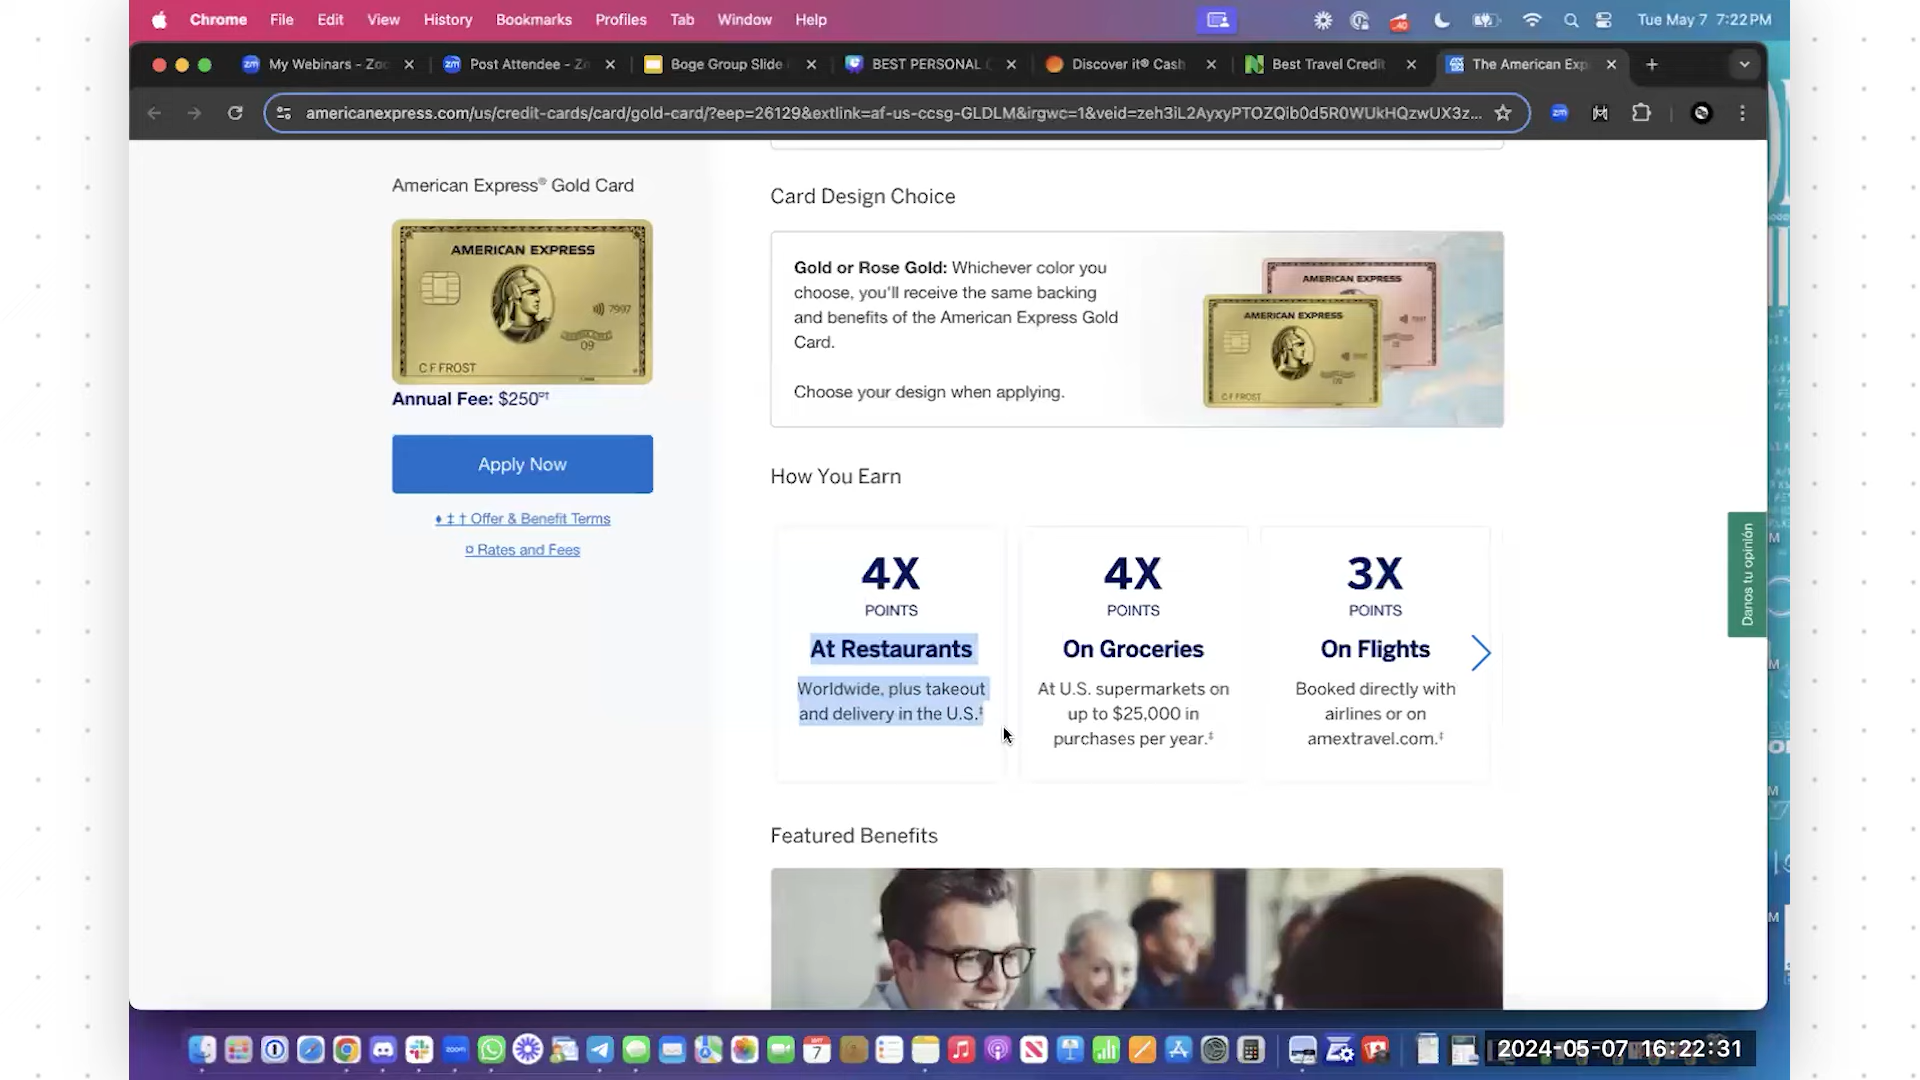 Chrome File Edit View History Bookmarks Profiles Tab Window Help
Tue May 7 7:22 PM
My Webinars - Zoo
Post Attendee - Zo
Boge Group Slide
BEST PERSONAL
Discover it® Cash
Best Travel Credit
The American Exp
americanexpress.com/us/credit-cards/card/gold-card/?eep=26129&extlink=af-us-ccsg-GLDLM&irgwc=1&veid=zeh3iL2AyxyPTOZQib0d5R0WUkHQzwUX3z...
American Express® Gold Card
AMERICAN EXPRESS
7997
09
C F FROST
Annual Fee: $250¤†
Apply Now
♦ ‡ † Offer & Benefit Terms
¤ Rates and Fees
Card Design Choice
Gold or Rose Gold: Whichever color you
choose, you'll receive the same backing
and benefits of the American Express Gold
Card.
Choose your design when applying.
AMERICAN EXPRESS
AMERICAN EXPRESS
C F FROST
How You Earn
4X
POINTS
At Restaurants
Worldwide, plus takeout
and delivery in the U.S.‡
4X
POINTS
On Groceries
At U.S. supermarkets on
up to $25,000 in
purchases per year.‡
3X
POINTS
On Flights
Booked directly with
airlines or on
amextravel.com.‡
Danos tu opinión
Featured Benefits
zoom
7
2024-05-07 16:22:31